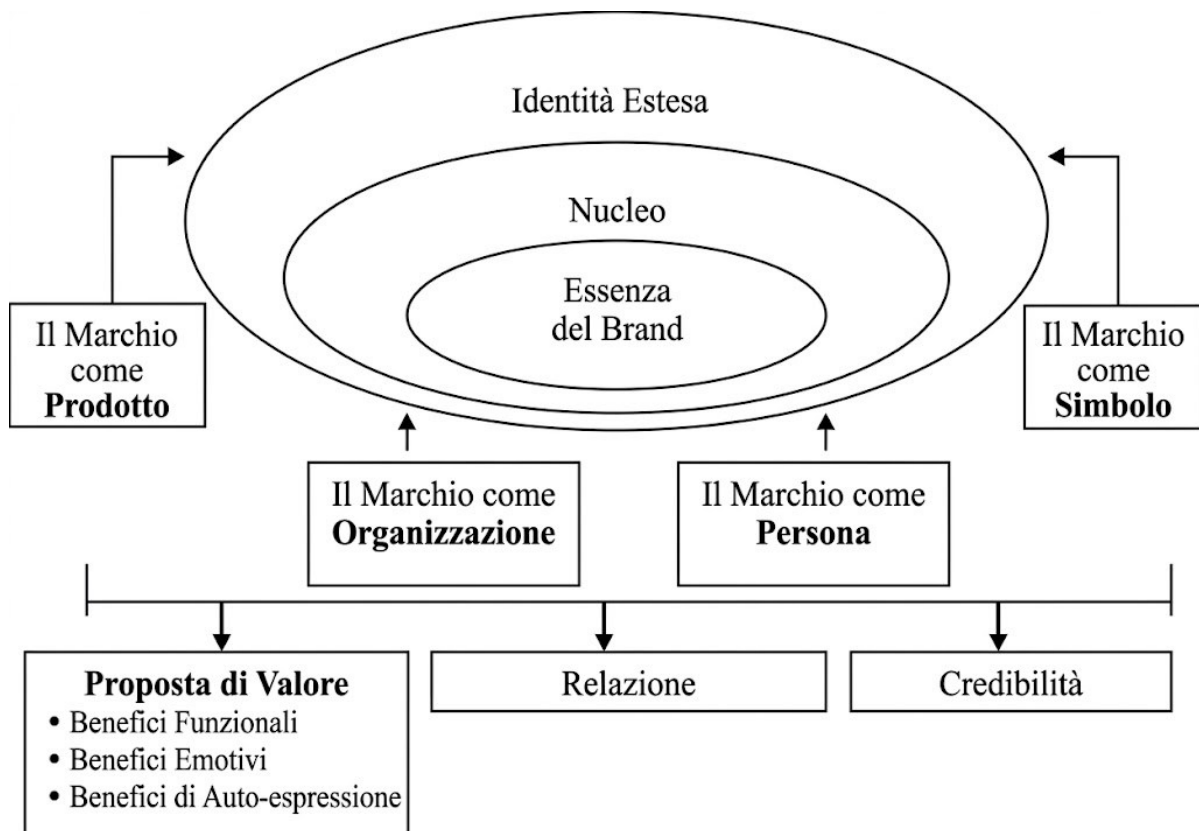 Identità Estesa
Nucleo
Essenza
del Brand
Il Marchio
come
Prodotto
Il Marchio
come
Simbolo
Il Marchio come
Organizzazione
Il Marchio come
Persona
Proposta di Valore
• Benefici Funzionali
• Benefici Emotivi
• Benefici di Auto-espressione
Relazione
Credibilità